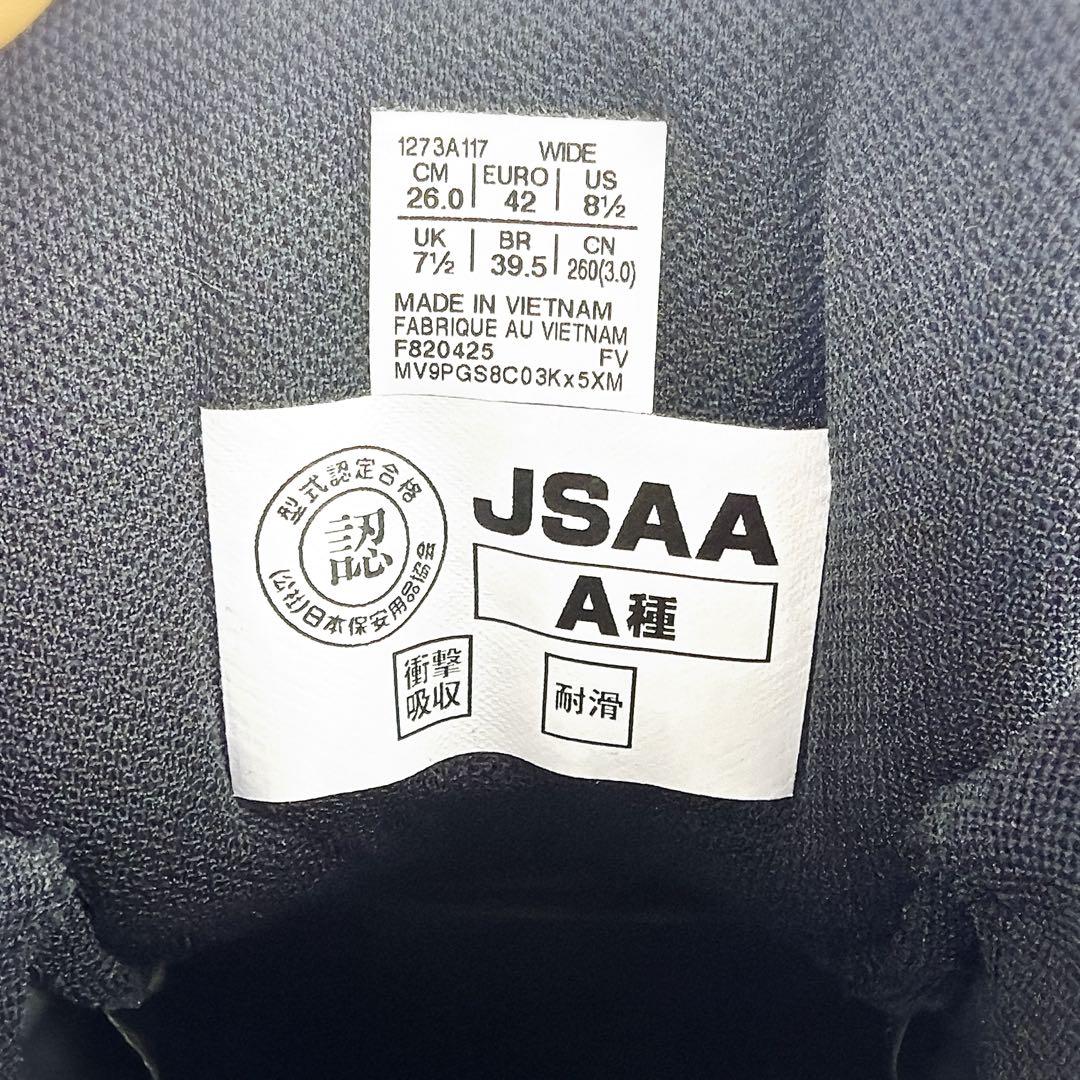 1273A117 WIDE
CM EURO US
26.0 42 8½
UK BR CN
7½ 39.5 260(3.0)
MADE IN VIETNAM
FABRIQUE AU VIETNAM
F820425 FV
MV9PGS8C03Kx5XM
型式認定合格
認
(公社)日本保安用品協会
JSAA
A種
衝撃
吸収
耐滑